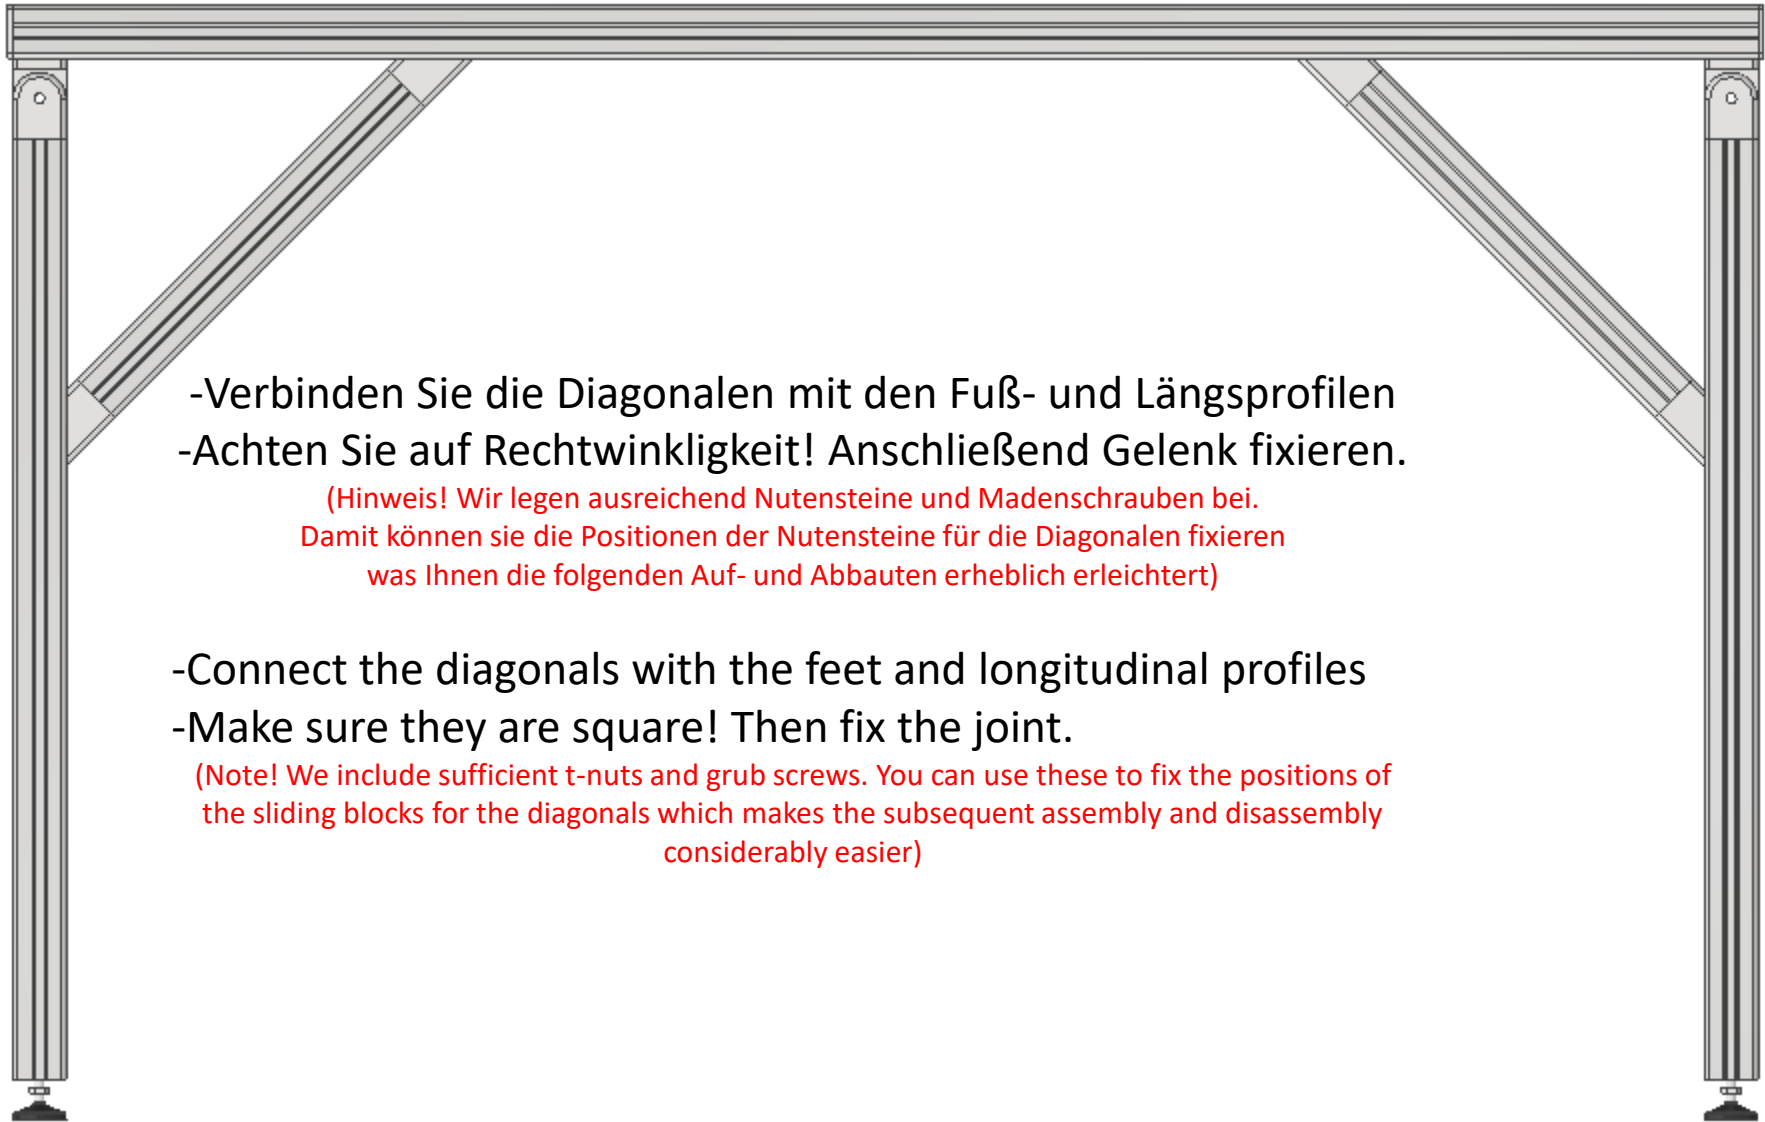 -Verbinden Sie die Diagonalen mit den Fuß- und Längsprofilen
-Achten Sie auf Rechtwinkligkeit! Anschließend Gelenk fixieren.
(Hinweis! Wir legen ausreichend Nutensteine und Madenschrauben bei.
Damit können sie die Positionen der Nutensteine für die Diagonalen fixieren
was Ihnen die folgenden Auf- und Abbauten erheblich erleichtert)
-Connect the diagonals with the feet and longitudinal profiles
-Make sure they are square! Then fix the joint.
(Note! We include sufficient t-nuts and grub screws. You can use these to fix the positions of
the sliding blocks for the diagonals which makes the subsequent assembly and disassembly
considerably easier)